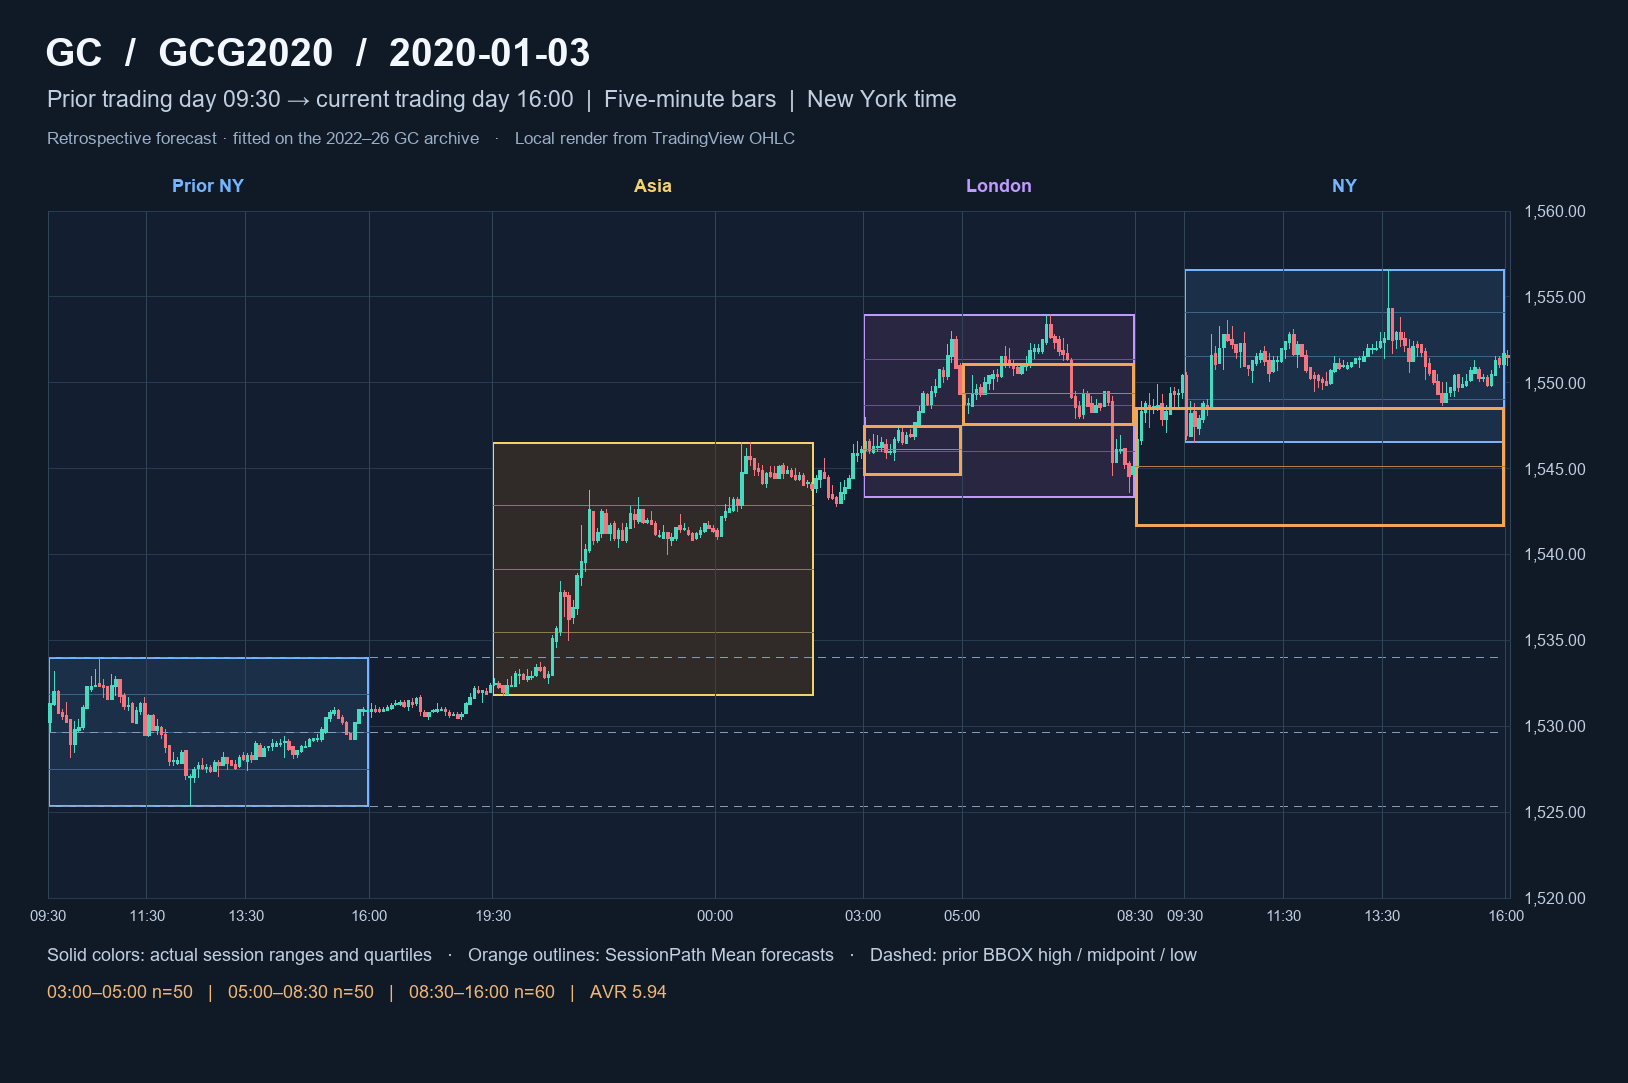 GC / GCG2020 / 2020-01-03
Prior trading day 09:30 → current trading day 16:00 | Five-minute bars | New York time
Retrospective forecast · fitted on the 2022–26 GC archive · Local render from TradingView OHLC
Prior NY Asia London NY
1,560.00
1,555.00
1,550.00
1,545.00
1,540.00
1,535.00
1,530.00
1,525.00
1,520.00
09:30 11:30 13:30 16:00 19:30 00:00 03:00 05:00 08:30 09:30 11:30 13:30 16:00
Solid colors: actual session ranges and quartiles · Orange outlines: SessionPath Mean forecasts · Dashed: prior BBOX high / midpoint / low
03:00–05:00 n=50 | 05:00–08:30 n=50 | 08:30–16:00 n=60 | AVR 5.94